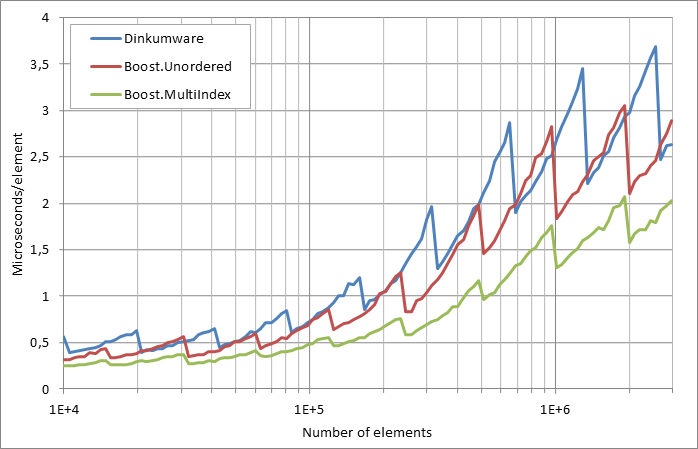 4
3,5
3
2,5
2
1,5
1
0,5
0
Microseconds/element
Dinkumware
Boost.Unordered
Boost.MultiIndex
1E+4
1E+5
1E+6
Number of elements